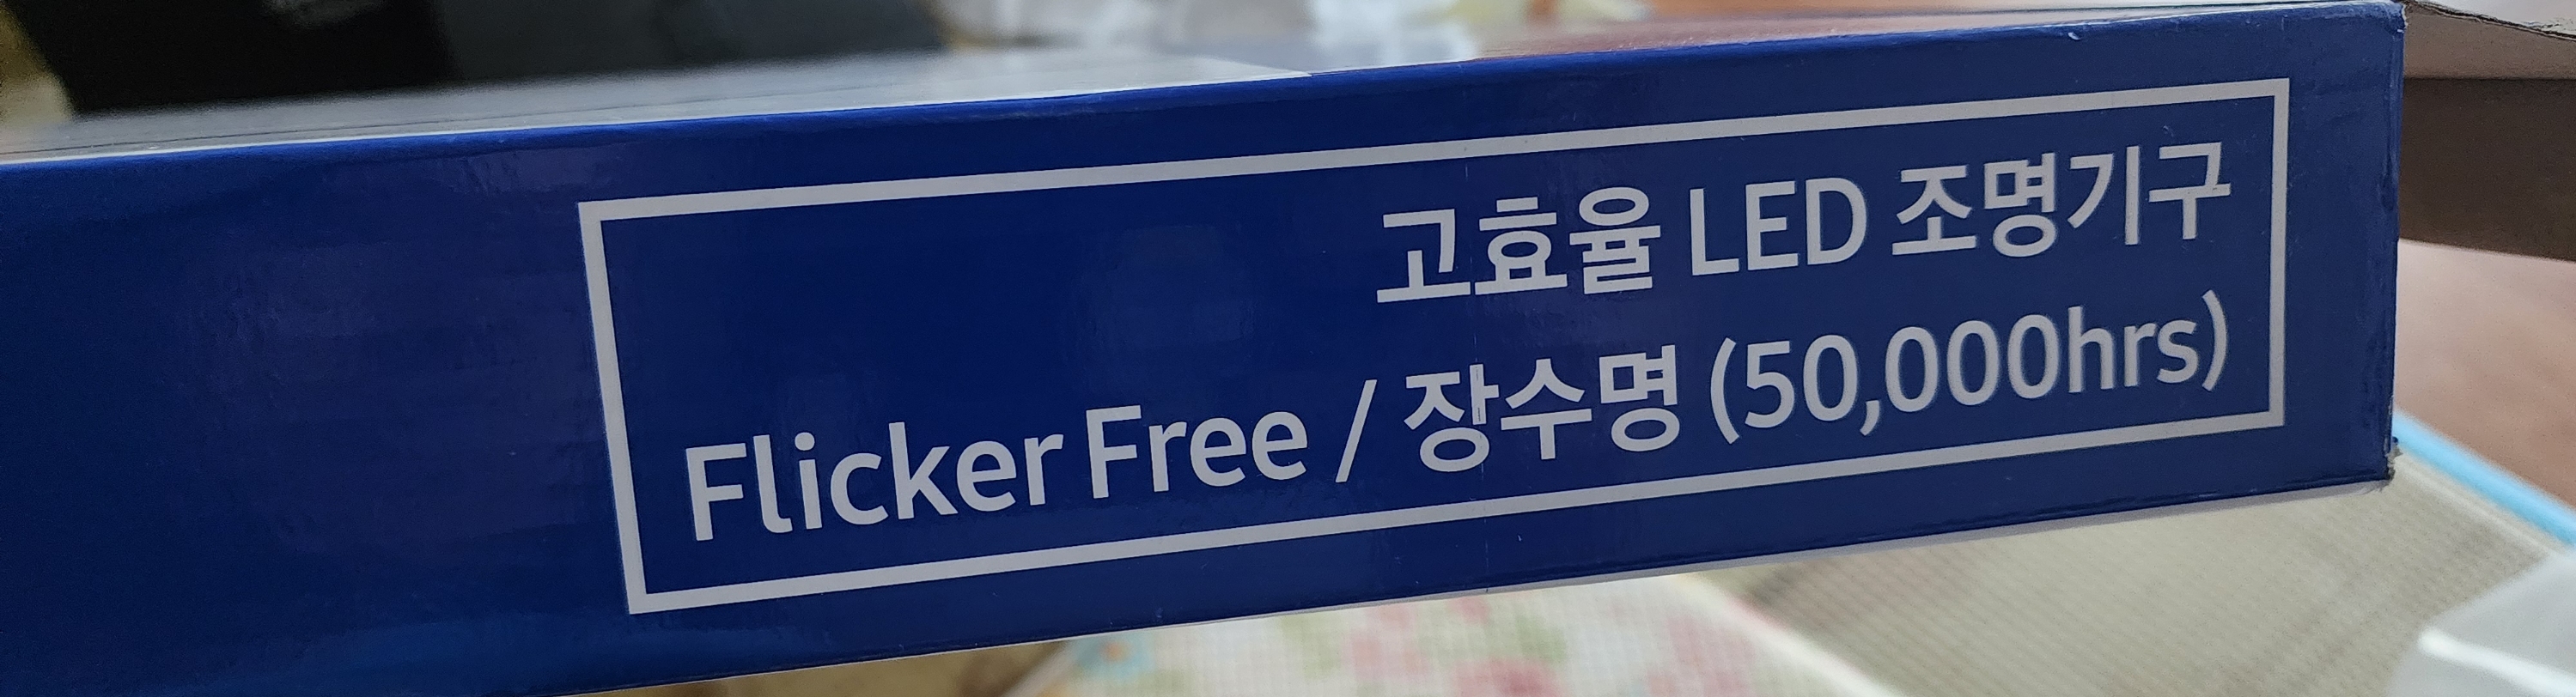 고효율 LED 조명기구
Flicker Free / 장수명 (50,000hrs)